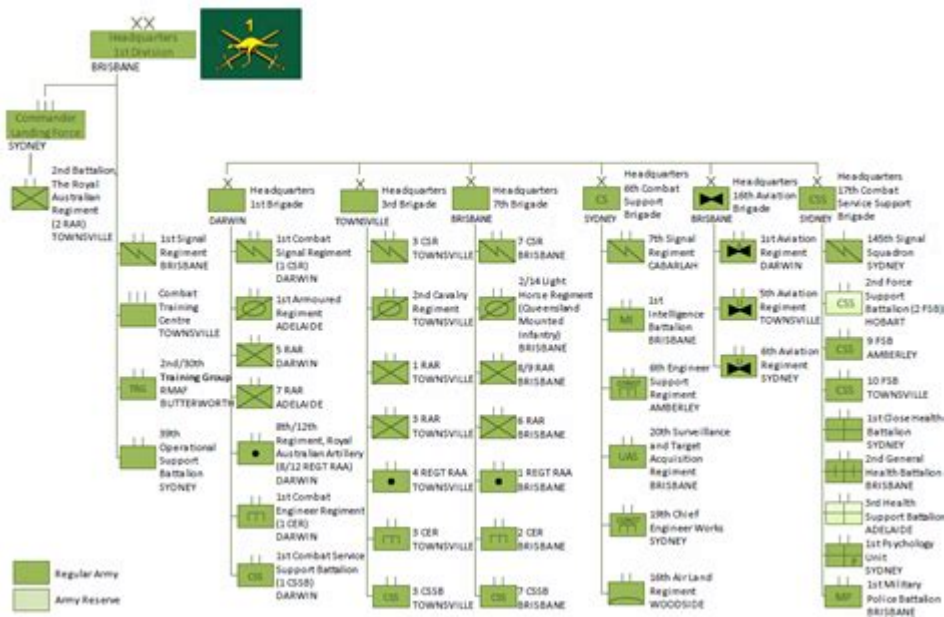 Headquarters
1st Division
BRISBANE
1
Commander
Landing Force
SYDNEY
2nd Battalion,
The Royal
Australian
Regiment
(2 RAR)
TOWNSVILLE
1st Signal
Regiment
BRISBANE
Combat
Training
Centre
TOWNSVILLE
TRG
2nd/30th
Training Group
RMAF
BUTTERWORTH
39th
Operational
Support
Battalion
SYDNEY
Headquarters
1st Brigade
DARWIN
1st Combat
Signal Regiment
(1 CSR)
DARWIN
1st Armoured
Regiment
ADELAIDE
5 RAR
DARWIN
7 RAR
ADELAIDE
8th/12th
Regiment, Royal
Australian Artillery
(8/12 REGT RAA)
DARWIN
1st Combat
Engineer Regiment
(1 CER)
DARWIN
CSS
1st Combat Service
Support Battalion
(1 CSSB)
DARWIN
Headquarters
3rd Brigade
TOWNSVILLE
3 CSR
TOWNSVILLE
2nd Cavalry
Regiment
TOWNSVILLE
1 RAR
TOWNSVILLE
3 RAR
TOWNSVILLE
4 REGT RAA
TOWNSVILLE
3 CER
TOWNSVILLE
CSS
3 CSSB
TOWNSVILLE
Headquarters
7th Brigade
BRISBANE
7 CSR
BRISBANE
2/14 Light
Horse Regiment
(Queensland
Mounted
Infantry)
BRISBANE
8/9 RAR
BRISBANE
6 RAR
BRISBANE
1 REGT RAA
BRISBANE
2 CER
BRISBANE
CSS
7 CSSB
BRISBANE
CS
Headquarters
6th Combat
Support
Brigade
SYDNEY
7th Signal
Regiment
CABARLAH
MI
1st
Intelligence
Battalion
BRISBANE
6th Engineer
Support
Regiment
AMBERLEY
UAS
20th Surveillance
and Target
Acquisition
Regiment
BRISBANE
19th Chief
Engineer Works
SYDNEY
16th Air Land
Regiment
WOODSIDE
Headquarters
16th Aviation
Brigade
BRISBANE
1st Aviation
Regiment
DARWIN
5th Aviation
Regiment
TOWNSVILLE
6th Aviation
Regiment
SYDNEY
CSS
Headquarters
17th Combat
Service Support
Brigade
SYDNEY
145th Signal
Squadron
SYDNEY
CSS
2nd Force
Support
Battalion (2 FSB)
HOBART
CSS
9 FSB
AMBERLEY
CSS
10 FSB
TOWNSVILLE
1st Close Health
Battalion
SYDNEY
2nd General
Health Battalion
BRISBANE
3rd Health
Support Battalion
ADELAIDE
P
1st Psychology
Unit
SYDNEY
MP
1st Military
Police Battalion
BRISBANE
Regular Army
Army Reserve